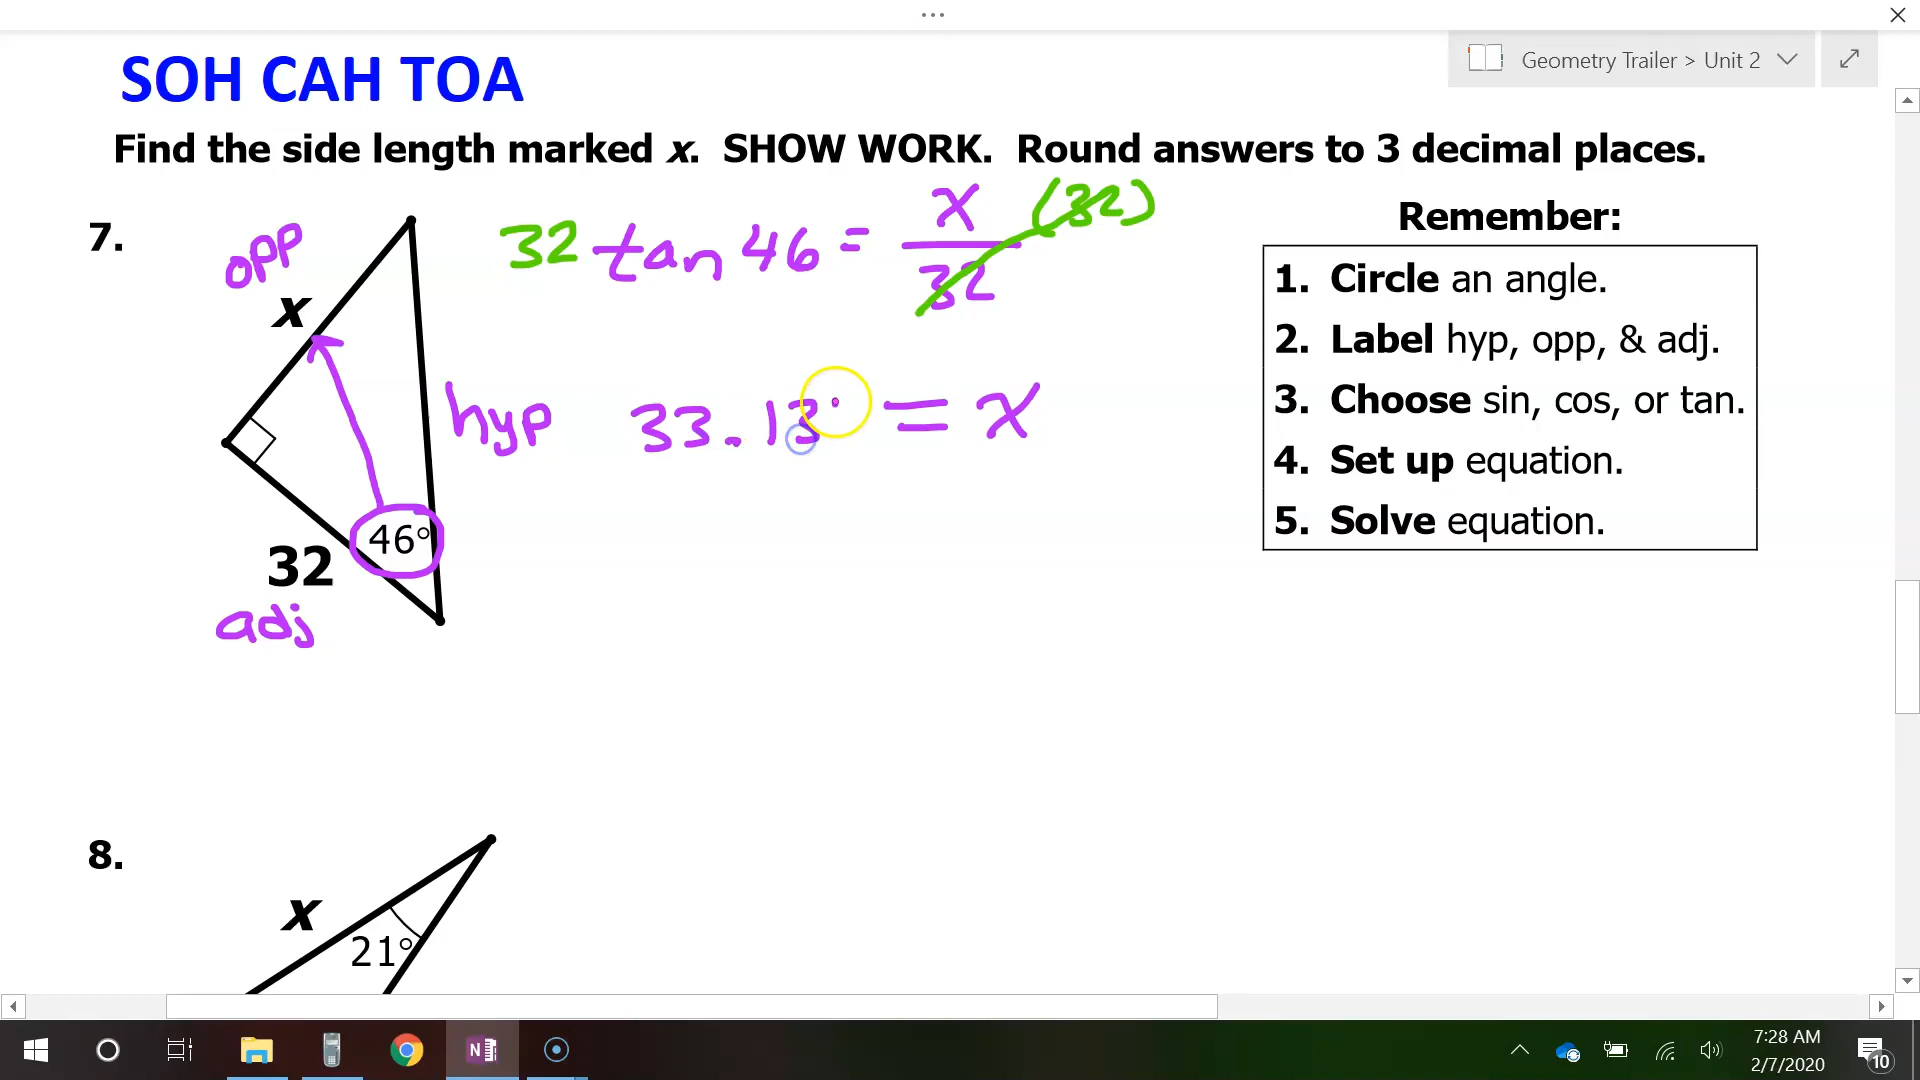 Geometry Trailer > Unit 2
SOH CAH TOA
Find the side length marked x. SHOW WORK. Round answers to 3 decimal places.
7.
opp
x
hyp
46°
32
adj
32 tan 46 = x/32 (32)
33.13 = x
Remember:
1. Circle an angle.
2. Label hyp, opp, & adj.
3. Choose sin, cos, or tan.
4. Set up equation.
5. Solve equation.
8.
x
21°
N
7:28 AM
2/7/2020
10